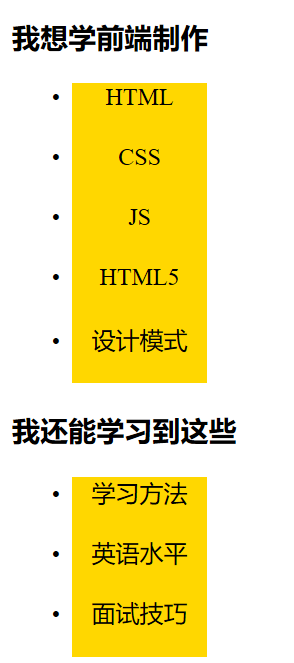 我想学前端制作
• HTML
• CSS
• JS
• HTML5
• 设计模式
我还能学习到这些
• 学习方法
• 英语水平
• 面试技巧